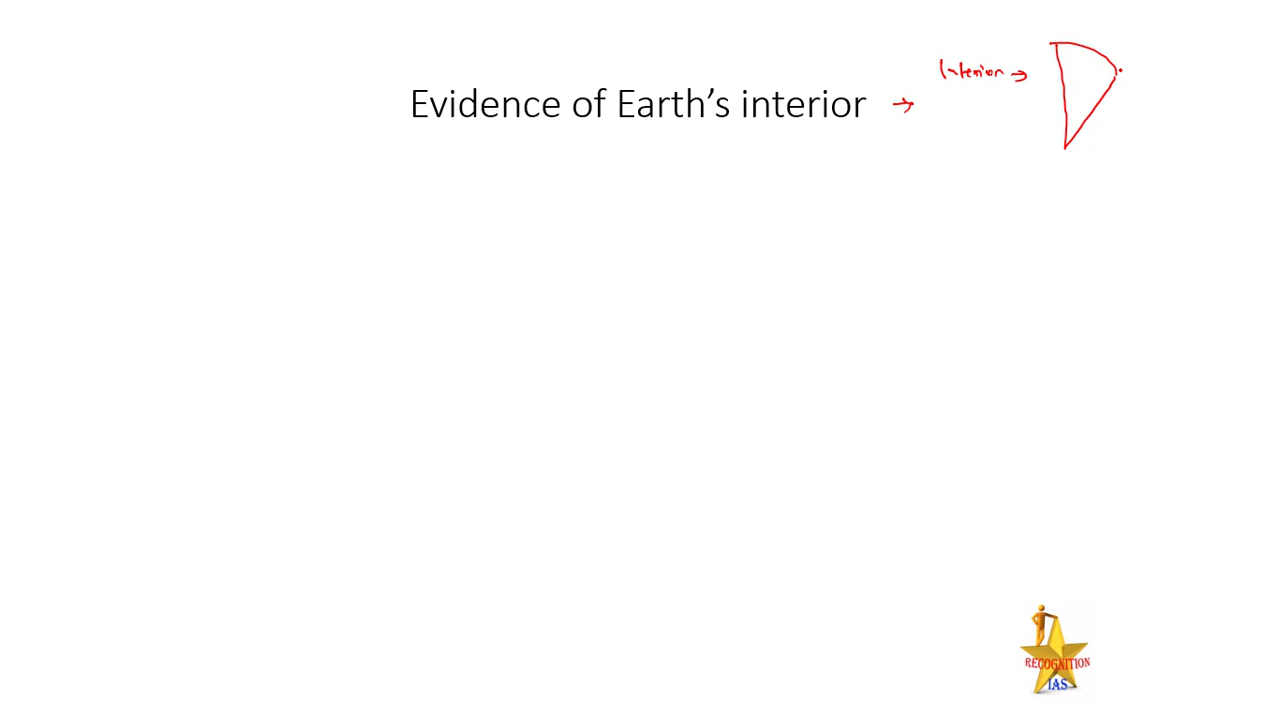 Interior →
Evidence of Earth's interior →
RECOGNITION
IAS